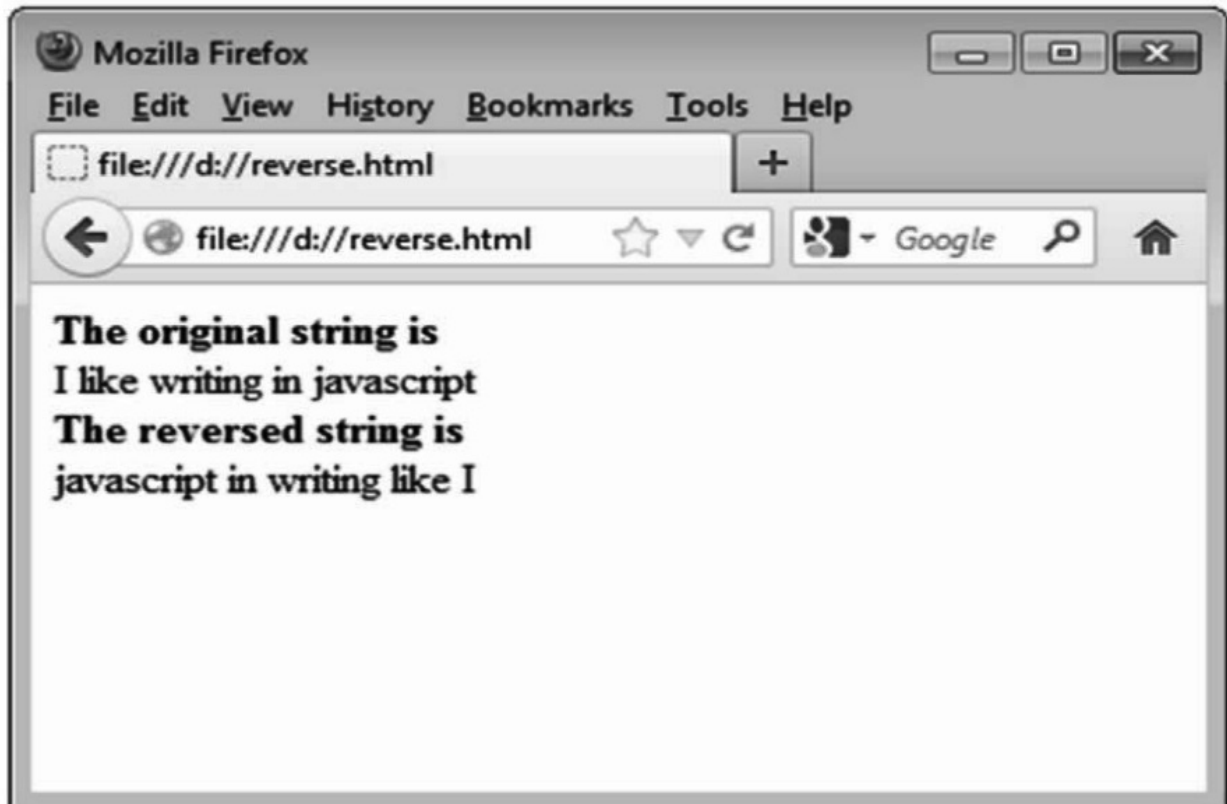 Mozilla Firefox
File Edit View History Bookmarks Tools Help
file:///d://reverse.html
file:///d://reverse.html Google
The original string is
I like writing in javascript
The reversed string is
javascript in writing like I